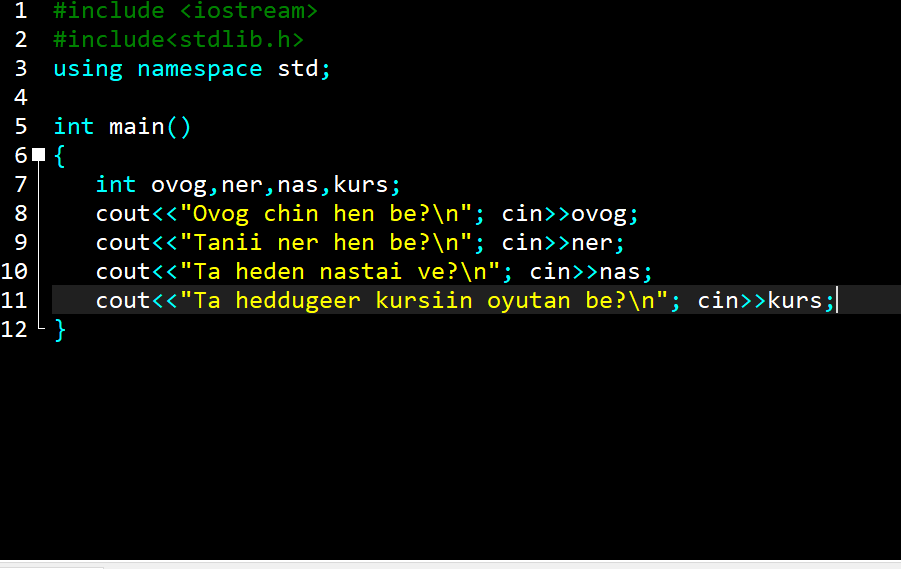 1 #include <iostream>
2 #include<stdlib.h>
3 using namespace std;
4
5 int main()
6 {
7 int ovog,ner,nas,kurs;
8 cout<<"Ovog chin hen be?\n"; cin>>ovog;
9 cout<<"Tanii ner hen be?\n"; cin>>ner;
10 cout<<"Ta heden nastai ve?\n"; cin>>nas;
11 cout<<"Ta heddugeer kursiin oyutan be?\n"; cin>>kurs;
12 }